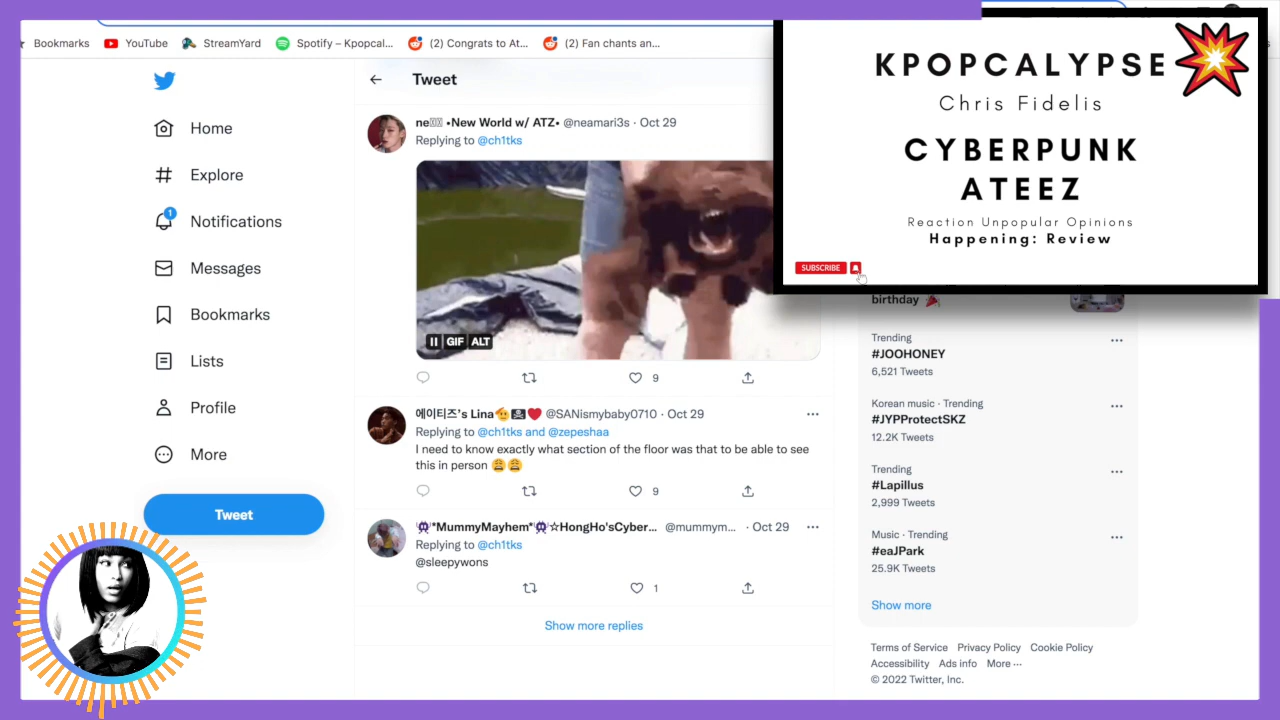 Bookmarks
YouTube
StreamYard
Spotify – Kpopcal...
(2) Congrats to At...
(2) Fan chants an...
Home
Explore
1
Notifications
Messages
Bookmarks
Lists
Profile
More
Tweet
Tweet
•New World w/ ATZ• @neamari3s · Oct 29
Replying to @ch1tks
GIF ALT
9
에이티즈's Lina @SANismybaby0710 · Oct 29
Replying to @ch1tks and @zepeshaa
I need to know exactly what section of the floor was that to be able to see
this in person
9
*MummyMayhem* ☆HongHo'sCyber... @mummym... · Oct 29
Replying to @ch1tks
@sleepywons
1
Show more replies
KPOPCALYPSE
Chris Fidelis
CYBERPUNK
ATEEZ
Reaction Unpopular Opinions
Happening: Review
SUBSCRIBE
birthday
Trending
#JOOHONEY
6,521 Tweets
Korean music · Trending
#JYPProtectSKZ
12.2K Tweets
Trending
#Lapillus
2,999 Tweets
Music · Trending
#eaJPark
25.9K Tweets
Show more
Terms of Service Privacy Policy Cookie Policy
Accessibility Ads info More ···
© 2022 Twitter, Inc.